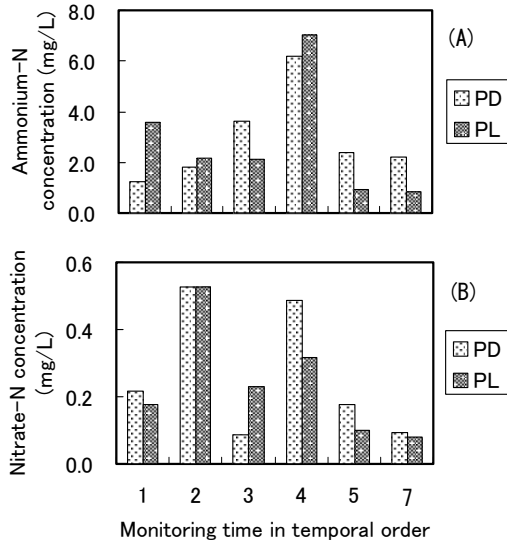 Ammonium-N
concentration (mg/L)
8.0
6.0
4.0
2.0
0.0
(A)
PD
PL
Nitrate-N concentration
(mg/L)
0.6
0.4
0.2
0.0
(B)
PD
PL
1 2 3 4 5 7
Monitoring time in temporal order